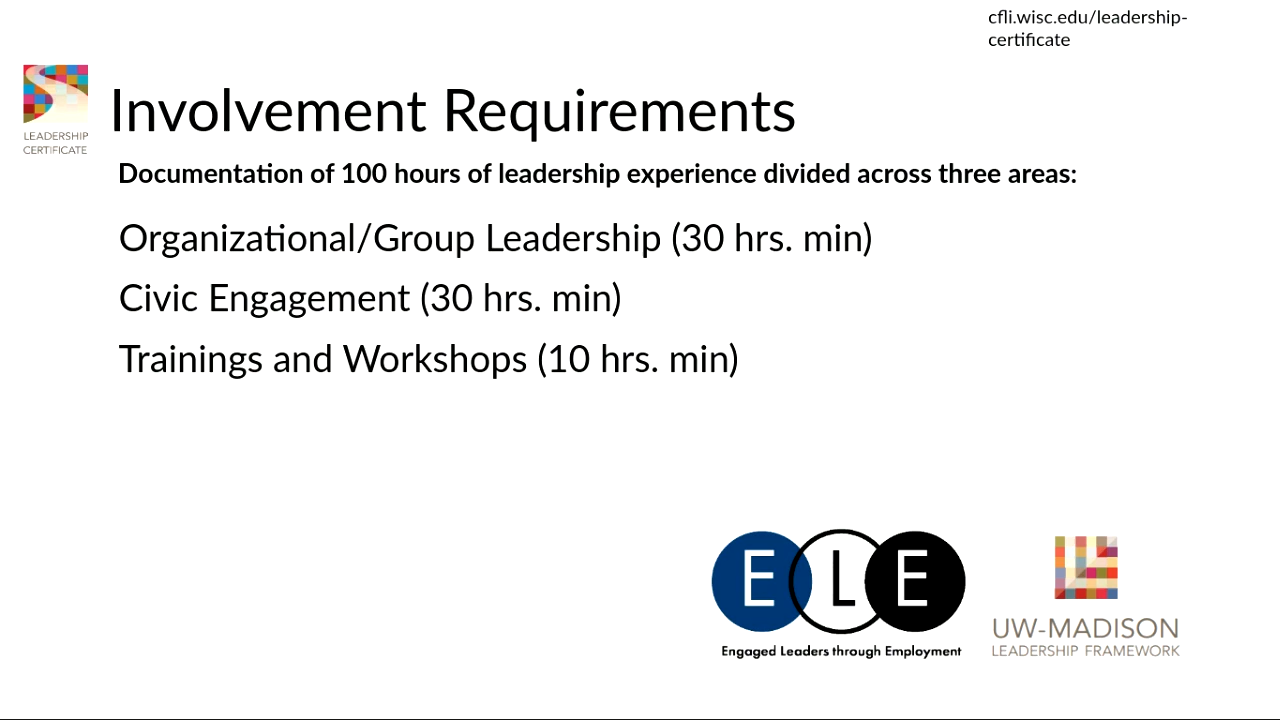 cfli.wisc.edu/leadership-
certificate
LEADERSHIP
CERTIFICATE
Involvement Requirements
Documentation of 100 hours of leadership experience divided across three areas:
Organizational/Group Leadership (30 hrs. min)
Civic Engagement (30 hrs. min)
Trainings and Workshops (10 hrs. min)
E L E
Engaged Leaders through Employment
UW-MADISON
LEADERSHIP FRAMEWORK